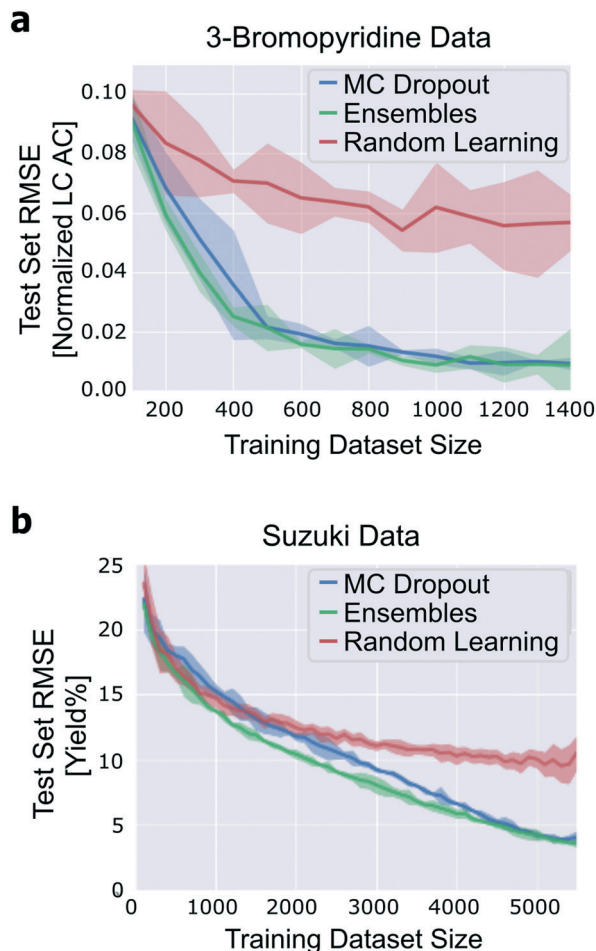 a
3-Bromopyridine Data
MC Dropout
Ensembles
Random Learning
0.10
0.08
0.06
0.04
0.02
0.00
Test Set RMSE
[Normalized LC AC]
200 400 600 800 1000 1200 1400
Training Dataset Size
b
Suzuki Data
MC Dropout
Ensembles
Random Learning
25
20
15
10
5
0
Test Set RMSE
[Yield%]
0 1000 2000 3000 4000 5000
Training Dataset Size